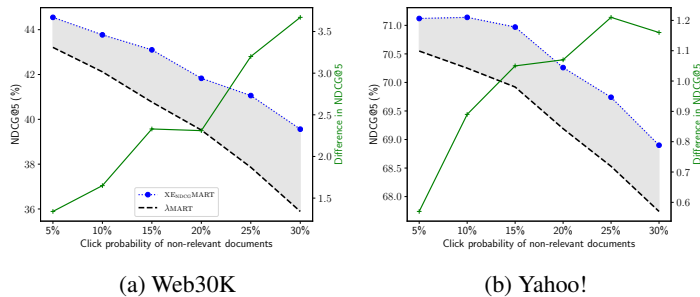 44
42
40
38
36
NDCG@5 (%)
3.5
3.0
2.5
2.0
1.5
Difference in NDCG@5
XE_NDCG MART
λMART
5% 10% 15% 20% 25% 30%
Click probability of non-relevant documents
(a) Web30K
71.0
70.5
70.0
69.5
69.0
68.5
68.0
NDCG@5 (%)
1.2
1.1
1.0
0.9
0.8
0.7
0.6
Difference in NDCG@5
5% 10% 15% 20% 25% 30%
Click probability of non-relevant documents
(b) Yahoo!